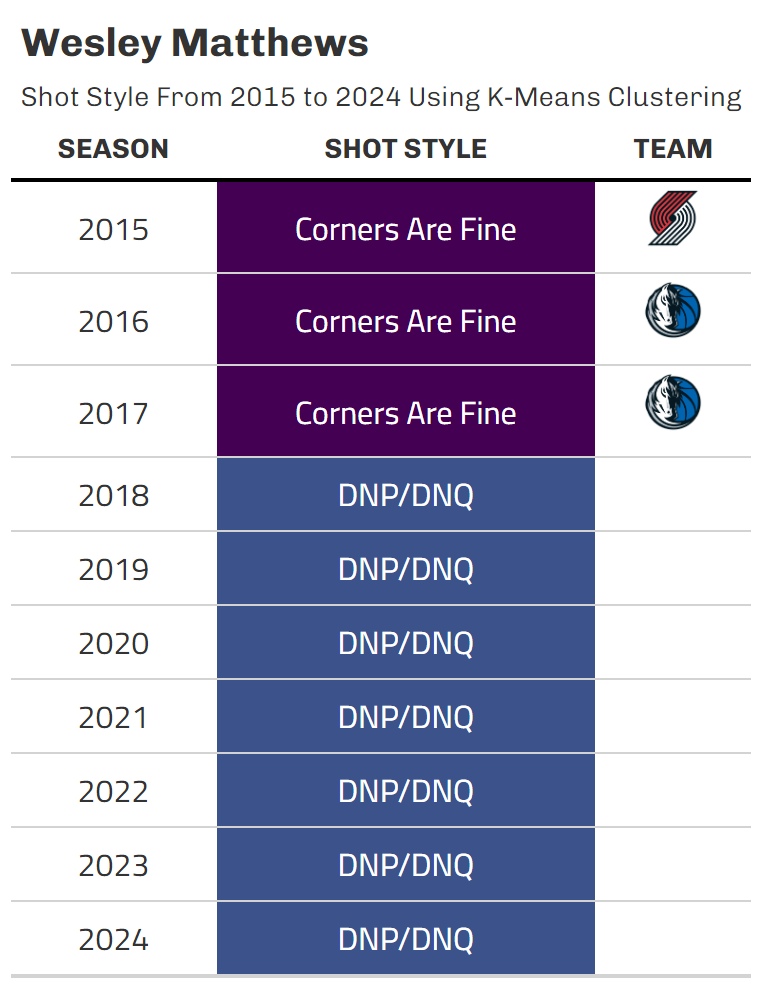 Wesley Matthews
Shot Style From 2015 to 2024 Using K-Means Clustering
SEASON SHOT STYLE TEAM
2015 Corners Are Fine
2016 Corners Are Fine
2017 Corners Are Fine
2018 DNP/DNQ
2019 DNP/DNQ
2020 DNP/DNQ
2021 DNP/DNQ
2022 DNP/DNQ
2023 DNP/DNQ
2024 DNP/DNQ